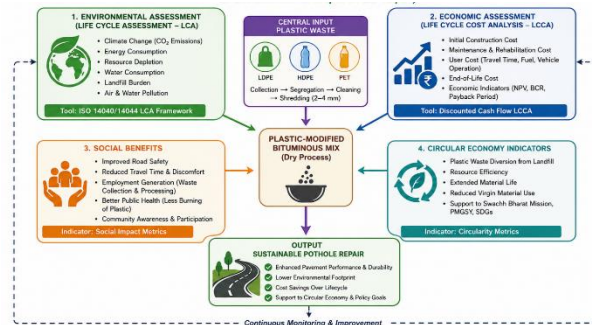 1. ENVIRONMENTAL ASSESSMENT
(LIFE CYCLE ASSESSMENT – LCA)
• Climate Change (CO₂ Emissions)
• Energy Consumption
• Resource Depletion
• Water Consumption
• Landfill Burden
• Air & Water Pollution
Tool: ISO 14040/14044 LCA Framework
CENTRAL INPUT
PLASTIC WASTE
LDPE
HDPE
PET
Collection → Segregation → Cleaning
→ Shredding (2–4 mm)
2. ECONOMIC ASSESSMENT
(LIFE CYCLE COST ANALYSIS – LCCA)
• Initial Construction Cost
• Maintenance & Rehabilitation Cost
• User Cost (Travel Time, Fuel, Vehicle
Operation)
• End-of-Life Cost
• Economic Indicators (NPV, BCR,
Payback Period)
Tool: Discounted Cash Flow LCCA
3. SOCIAL BENEFITS
• Improved Road Safety
• Reduced Travel Time & Discomfort
• Employment Generation (Waste
Collection & Processing)
• Better Public Health (Less Burning
of Plastic)
• Community Awareness & Participation
Indicator: Social Impact Metrics
PLASTIC-MODIFIED
BITUMINOUS MIX
(Dry Process)
4. CIRCULAR ECONOMY INDICATORS
• Plastic Waste Diversion from Landfill
• Resource Efficiency
• Extended Material Life
• Reduced Virgin Material Use
• Support to Swachh Bharat Mission,
PMGSY, SDGs
Indicator: Circularity Metrics
OUTPUT
SUSTAINABLE POTHOLE REPAIR
Enhanced Pavement Performance & Durability
Lower Environmental Footprint
Cost Savings Over Lifecycle
Support to Circular Economy & Policy Goals
Continuous Monitoring & Improvement